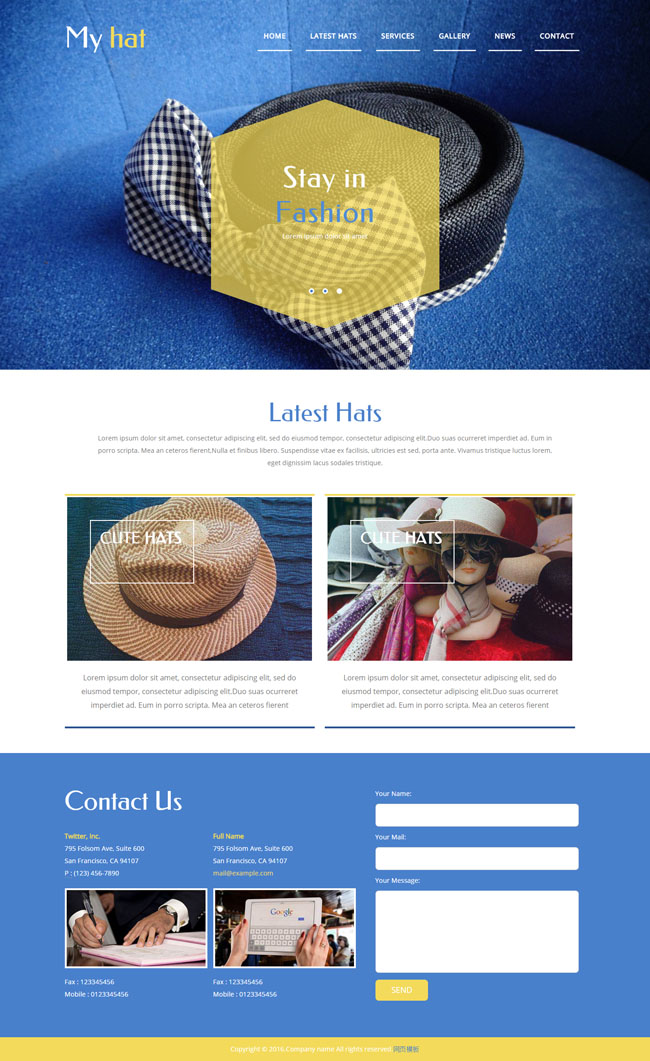 My hat
HOME LATEST HATS SERVICES GALLERY NEWS CONTACT
Stay in
Fashion
Lorem ipsum dolor sit amet
Latest Hats
Lorem ipsum dolor sit amet, consectetur adipiscing elit, sed do eiusmod tempor, consectetur adipiscing elit.Duo suas ocurreret imperdiet ad. Eum in
porro scripta. Mea an ceteros fierent.Nulla et finibus libero. Suspendisse vitae ex facilisis, ultricies est sed, porta ante. Vivamus tristique luctus lorem,
eget dignissim lacus sodales tristique.
CUTE HATS
Lorem ipsum dolor sit amet, consectetur adipiscing elit, sed do
eiusmod tempor, consectetur adipiscing elit.Duo suas ocurreret
imperdiet ad. Eum in porro scripta. Mea an ceteros fierent
CUTE HATS
Lorem ipsum dolor sit amet, consectetur adipiscing elit, sed do
eiusmod tempor, consectetur adipiscing elit.Duo suas ocurreret
imperdiet ad. Eum in porro scripta. Mea an ceteros fierent
Contact Us
Twitter, Inc.
795 Folsom Ave, Suite 600
San Francisco, CA 94107
P : (123) 456-7890
Fax : 123345456
Mobile : 0123345456
Full Name
795 Folsom Ave, Suite 600
San Francisco, CA 94107
mail@example.com
Google
Fax : 123345456
Mobile : 0123345456
Your Name:
Your Mail:
Your Message:
SEND
Copyright © 2016.Company name All rights reserved.网页模板